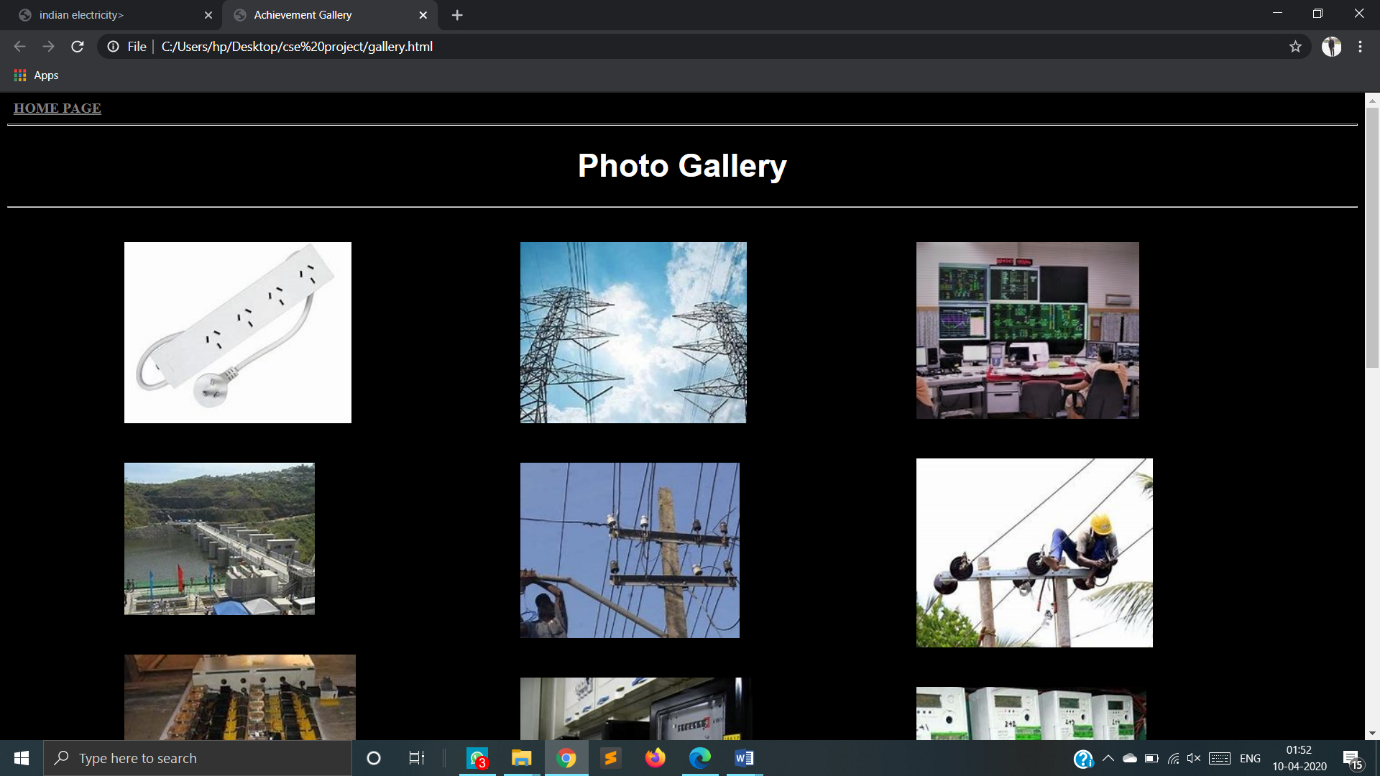 indian electricity>
Achievement Gallery
File | C:/Users/hp/Desktop/cse%20project/gallery.html
Apps
HOME PAGE
Photo Gallery
Type here to search
3
W
ENG
01:52
10-04-2020
15